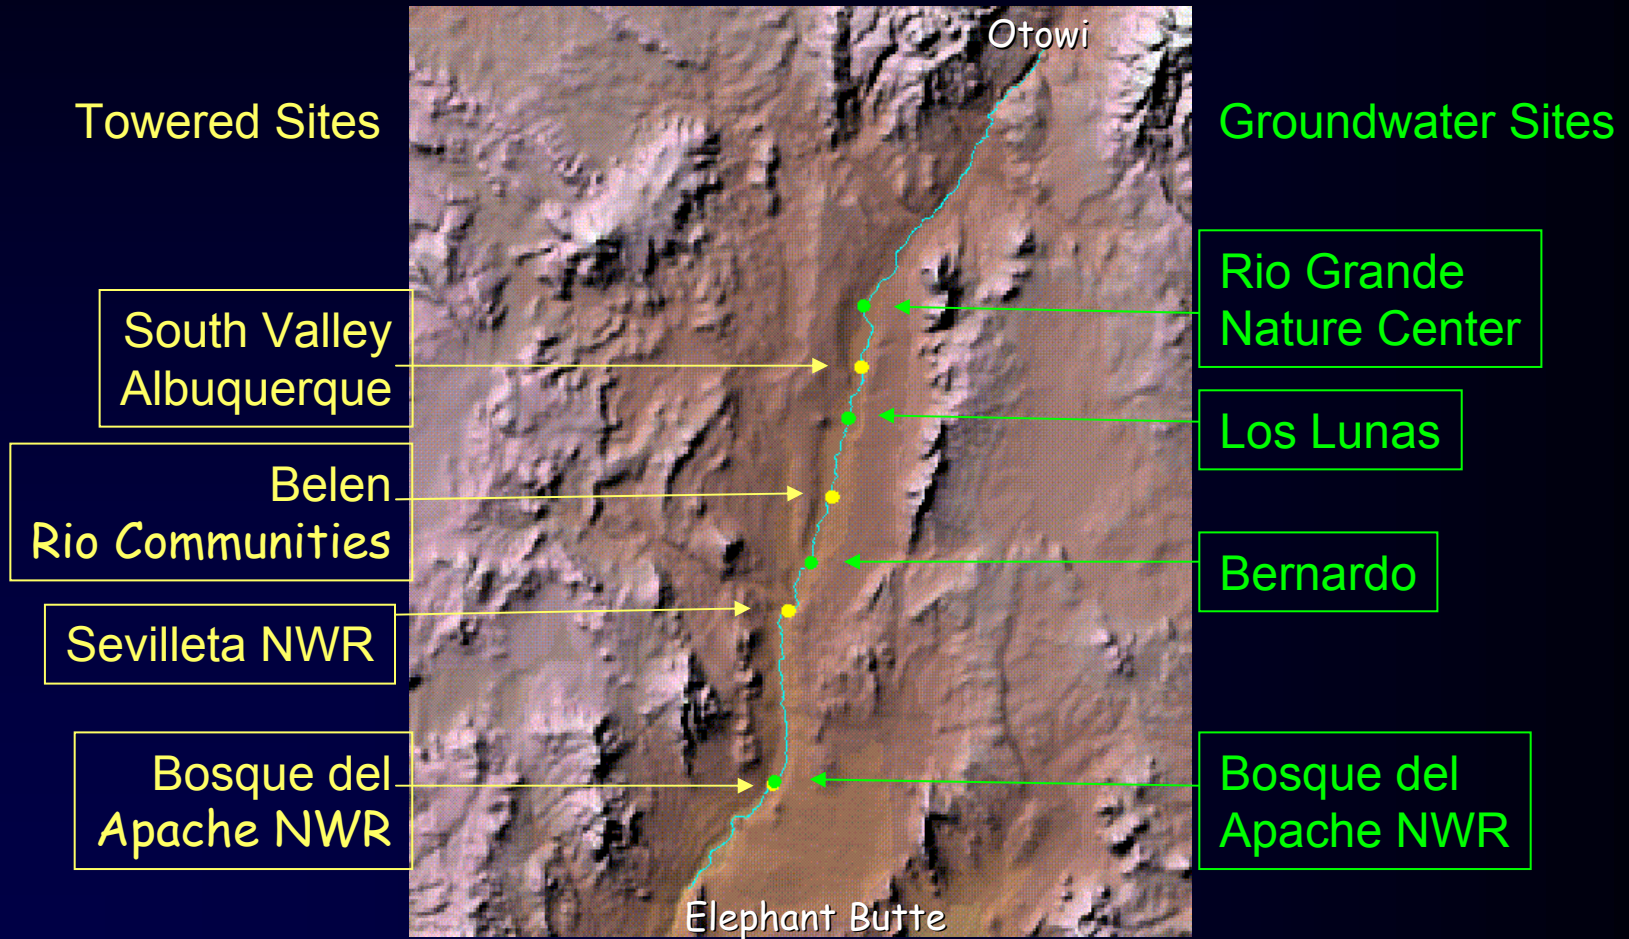 Otowi
Towered Sites
Groundwater Sites
South Valley
Albuquerque
Belen
Rio Communities
Sevilleta NWR
Bosque del
Apache NWR
Rio Grande
Nature Center
Los Lunas
Bernardo
Bosque del
Apache NWR
Elephant Butte